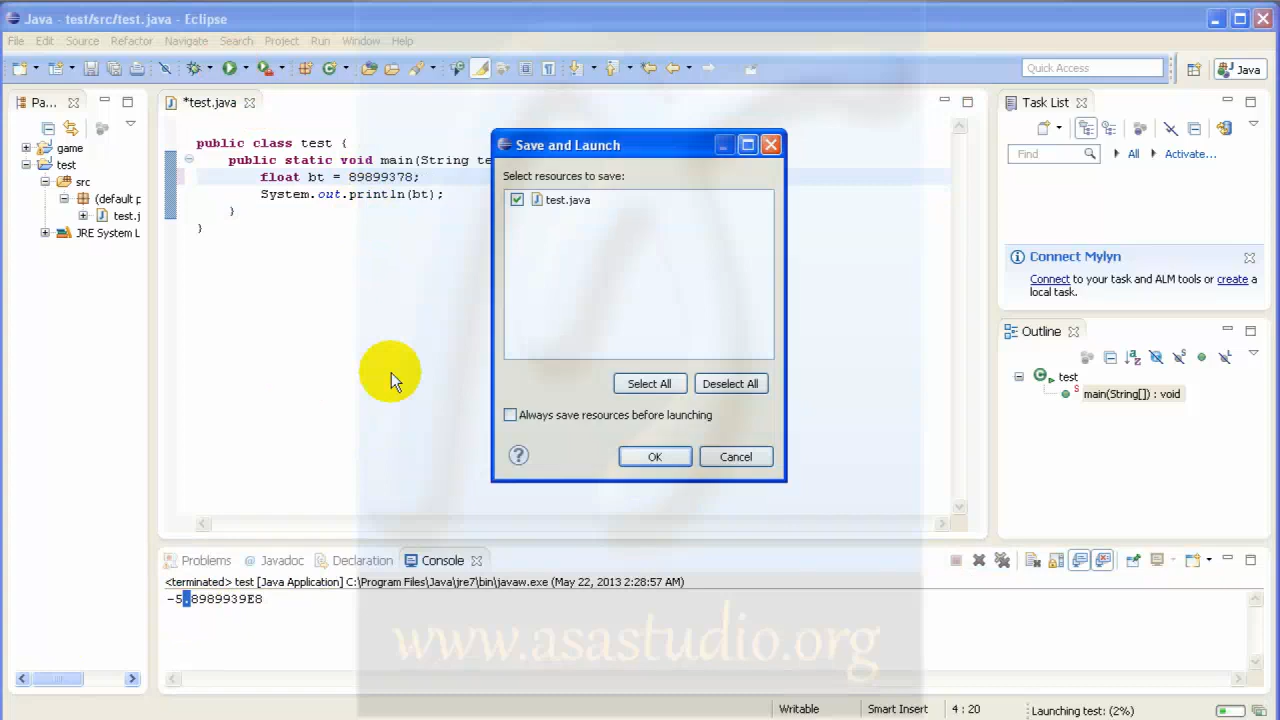 Java - test/src/test.java - Eclipse
File Edit Source Refactor Navigate Search Project Run Window Help
Quick Access
Java
Pa...
*test.java
Task List
game
test
src
(default p
test.j
JRE System L
public class test {
public static void main(String te
float bt = 89899378;
System.out.println(bt);
}
}
Save and Launch
Select resources to save:
test.java
Select All Deselect All
Always save resources before launching
OK Cancel
Find All Activate...
Connect Mylyn
Connect to your task and ALM tools or create a
local task.
Outline
test
main(String[]) : void
Problems Javadoc Declaration Console
<terminated> test [Java Application] C:\Program Files\Java\jre7\bin\javaw.exe (May 22, 2013 2:28:57 AM)
-5.8989939E8
www.asastudio.org
Writable Smart Insert 4 : 20 Launching test: (2%)